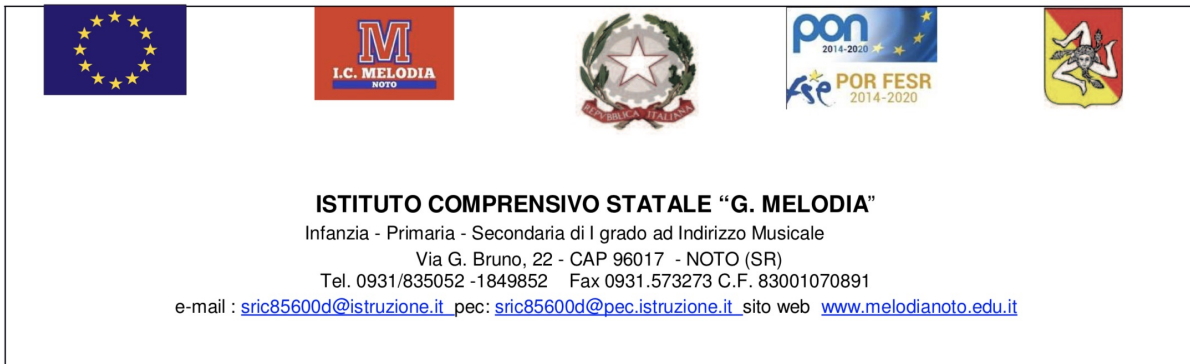 M
I.C. MELODIA
NOTO
REPVBBLICA ITALIANA
pon
2014-2020
fse POR FESR
2014-2020
ISTITUTO COMPRENSIVO STATALE “G. MELODIA”
Infanzia - Primaria - Secondaria di I grado ad Indirizzo Musicale
Via G. Bruno, 22 - CAP 96017 - NOTO (SR)
Tel. 0931/835052 -1849852 Fax 0931.573273 C.F. 83001070891
e-mail : sric85600d@istruzione.it pec: sric85600d@pec.istruzione.it sito web www.melodianoto.edu.it